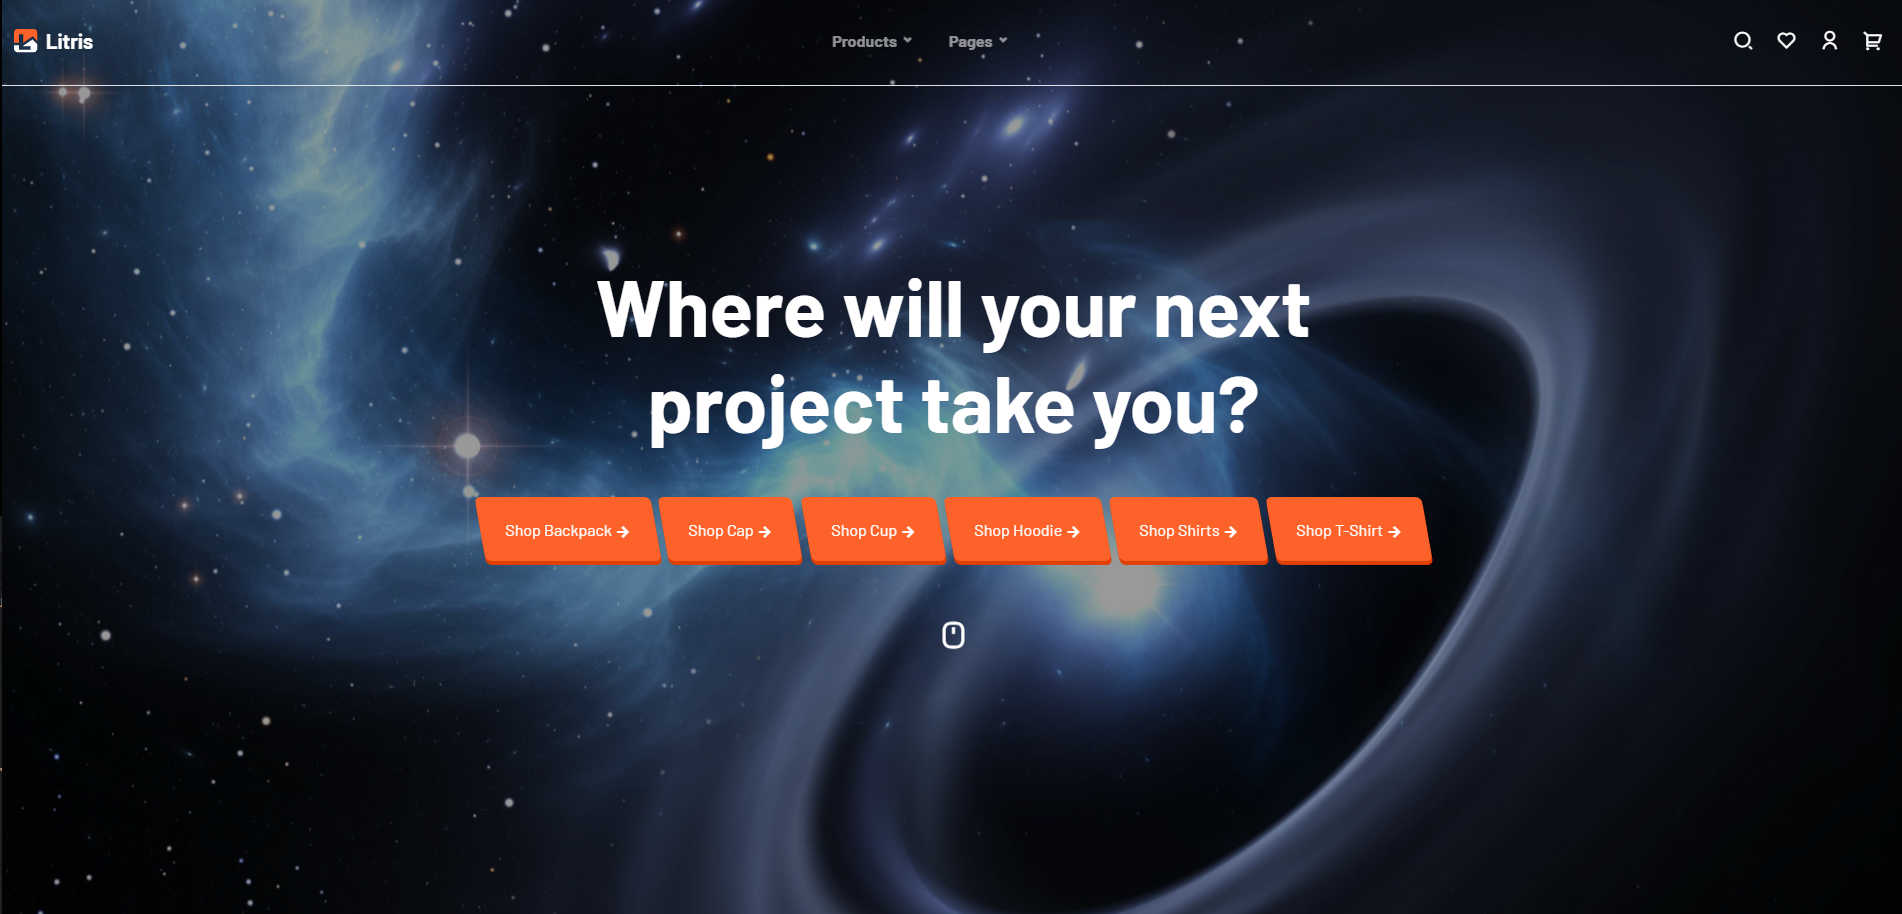 Litris
Products
Pages
Where will your next
project take you?
Shop Backpack
Shop Cap
Shop Cup
Shop Hoodie
Shop Shirts
Shop T-Shirt